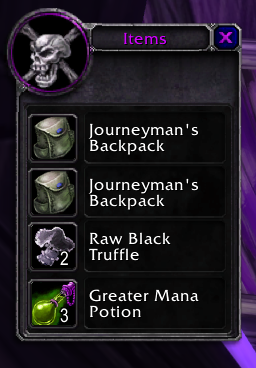 Items
X
Journeyman's
Backpack
Journeyman's
Backpack
Raw Black
Truffle
2
Greater Mana
Potion
3